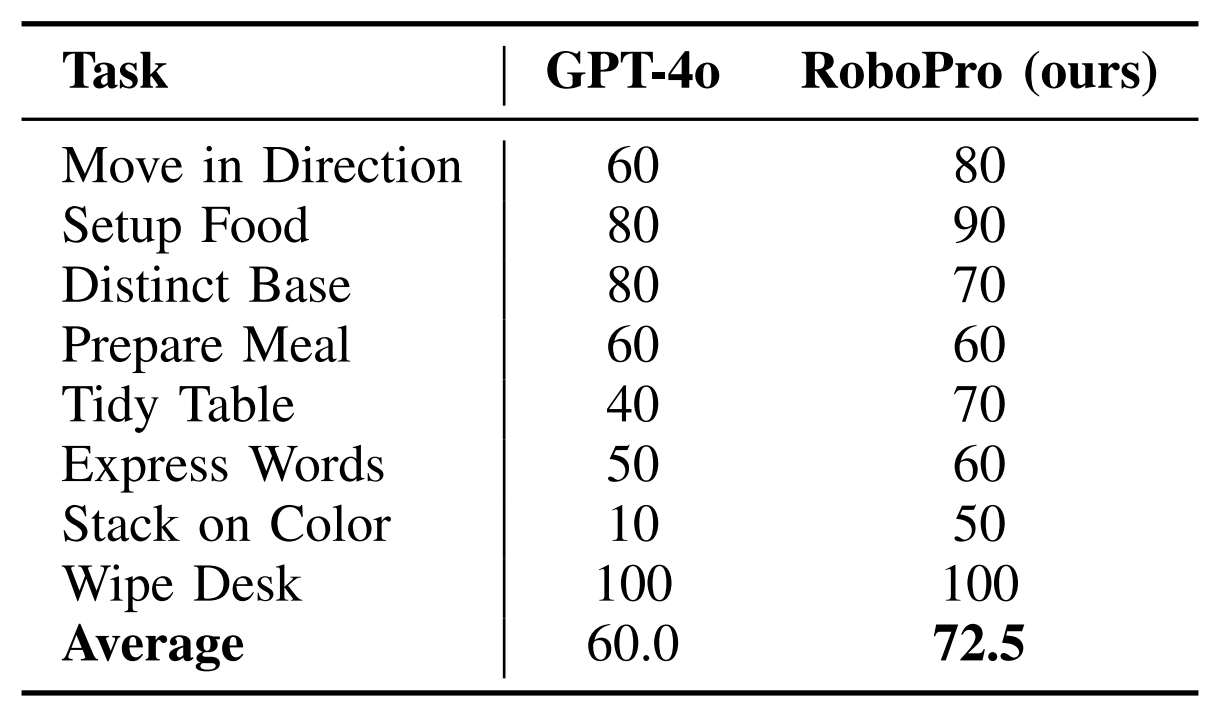 Task GPT-4o RoboPro (ours)
Move in Direction 60 80
Setup Food 80 90
Distinct Base 80 70
Prepare Meal 60 60
Tidy Table 40 70
Express Words 50 60
Stack on Color 10 50
Wipe Desk 100 100
Average 60.0 72.5